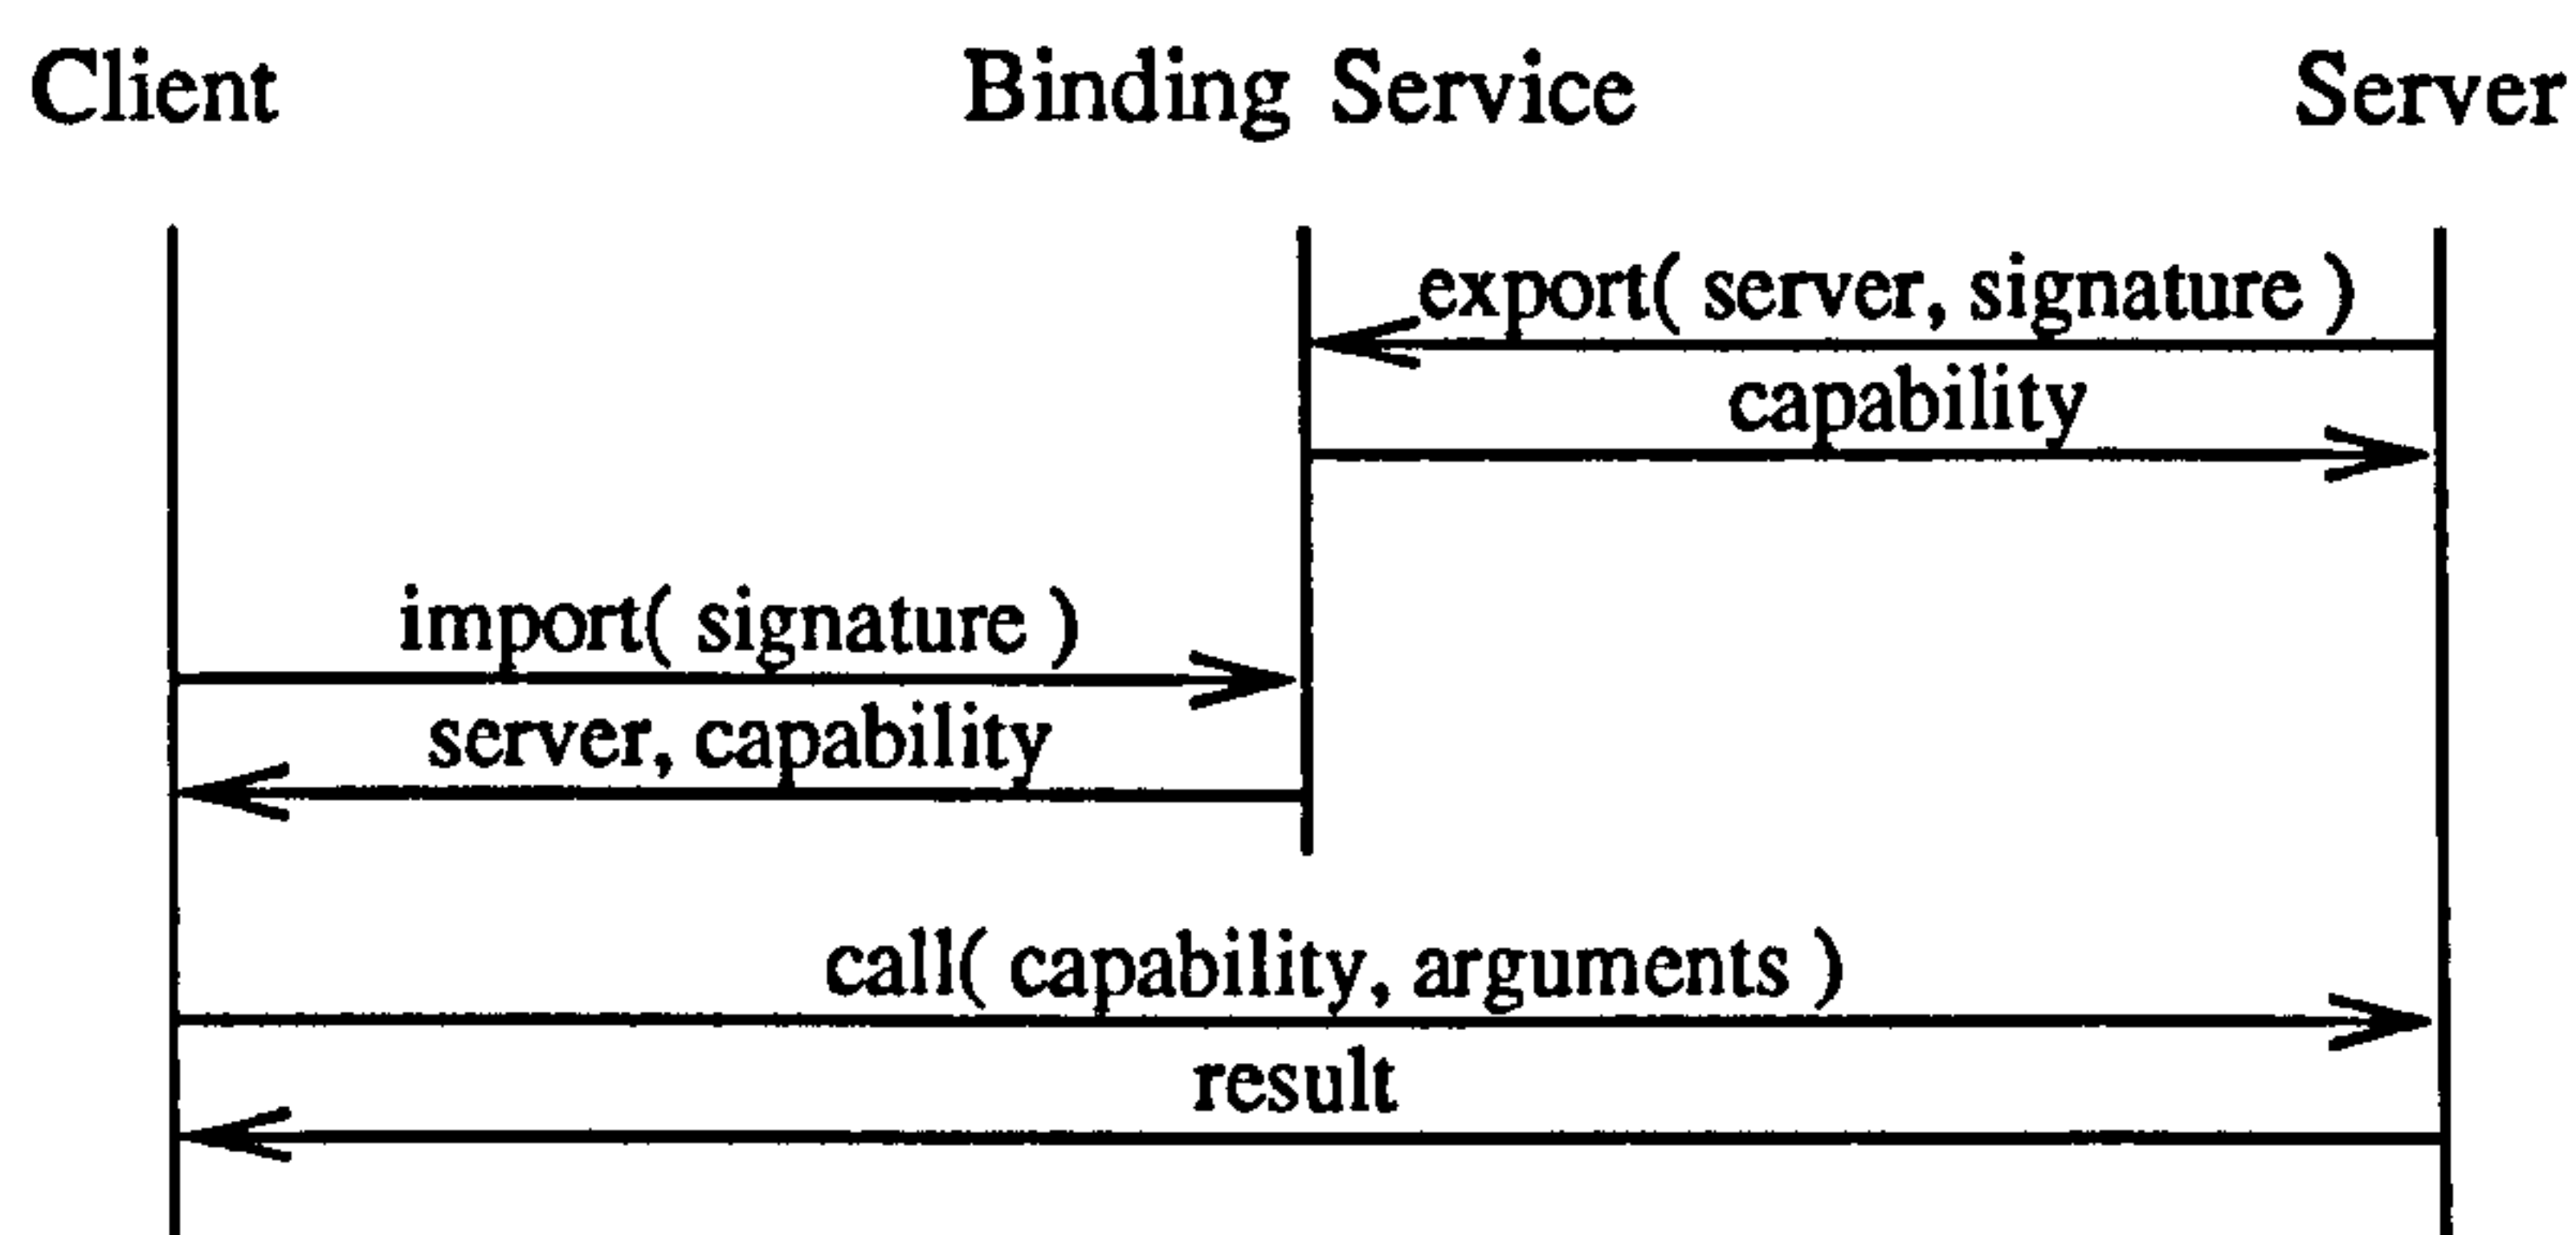 Client Binding Service Server
export( server, signature )
capability
import( signature )
server, capability
call( capability, arguments )
result